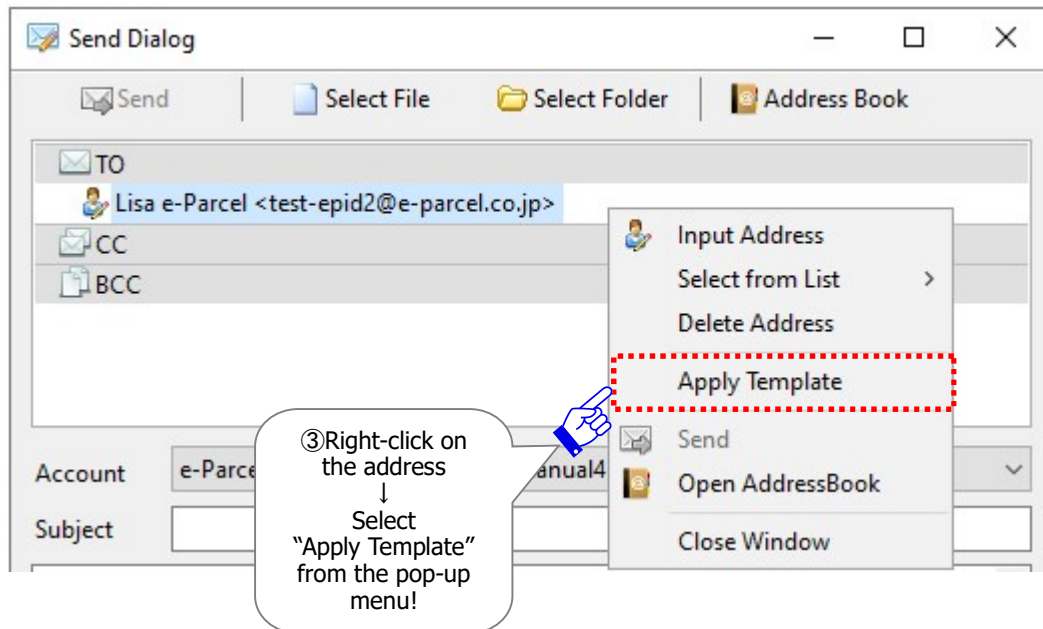 Send Dialog
Send Select File Select Folder Address Book
TO
Lisa e-Parcel <test-epid2@e-parcel.co.jp>
CC
BCC
Input Address
Select from List
Delete Address
Apply Template
Send
Open AddressBook
Close Window
Account
Subject
③Right-click on
the address
↓
Select
“Apply Template”
from the pop-up
menu!